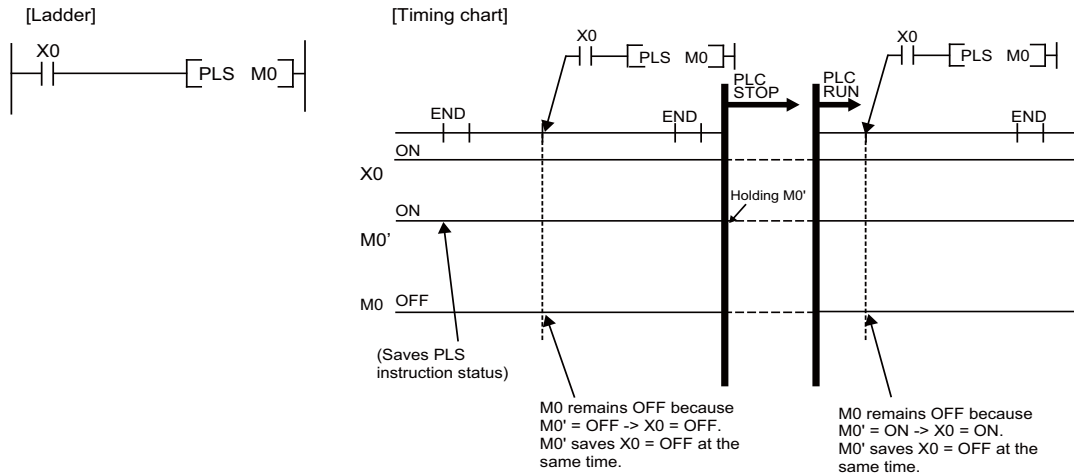 [Ladder]
X0
PLS M0
[Timing chart]
X0
PLS M0
X0
PLS M0
PLC
STOP
PLC
RUN
END
END
END
ON
X0
Holding M0'
ON
M0'
M0 OFF
(Saves PLS
instruction status)
M0 remains OFF because
M0' = OFF -> X0 = OFF.
M0' saves X0 = OFF at the
same time.
M0 remains OFF because
M0' = ON -> X0 = ON.
M0' saves X0 = OFF at the
same time.